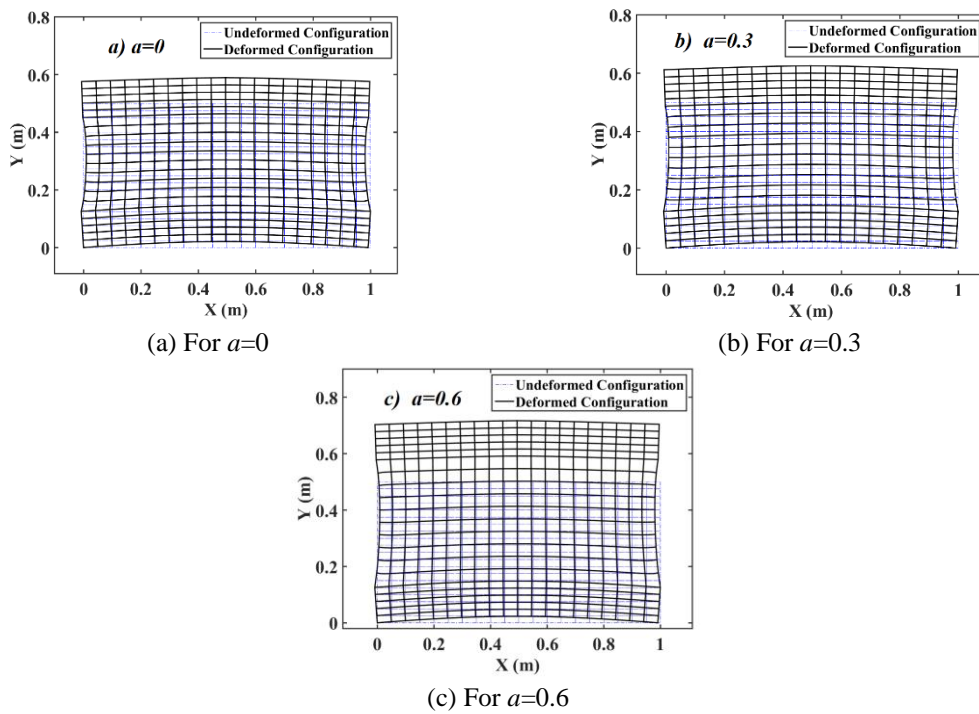 a) a=0
Undeformed Configuration
Deformed Configuration
0.8
0.6
0.4
0.2
0
Y (m)
0 0.2 0.4 0.6 0.8 1
X (m)
(a) For a=0
b) a=0.3
Undeformed Configuration
Deformed Configuration
0.8
0.6
0.4
0.2
0
Y (m)
0 0.2 0.4 0.6 0.8 1
X (m)
(b) For a=0.3
c) a=0.6
Undeformed Configuration
Deformed Configuration
0.8
0.6
0.4
0.2
0
Y (m)
0 0.2 0.4 0.6 0.8 1
X (m)
(c) For a=0.6